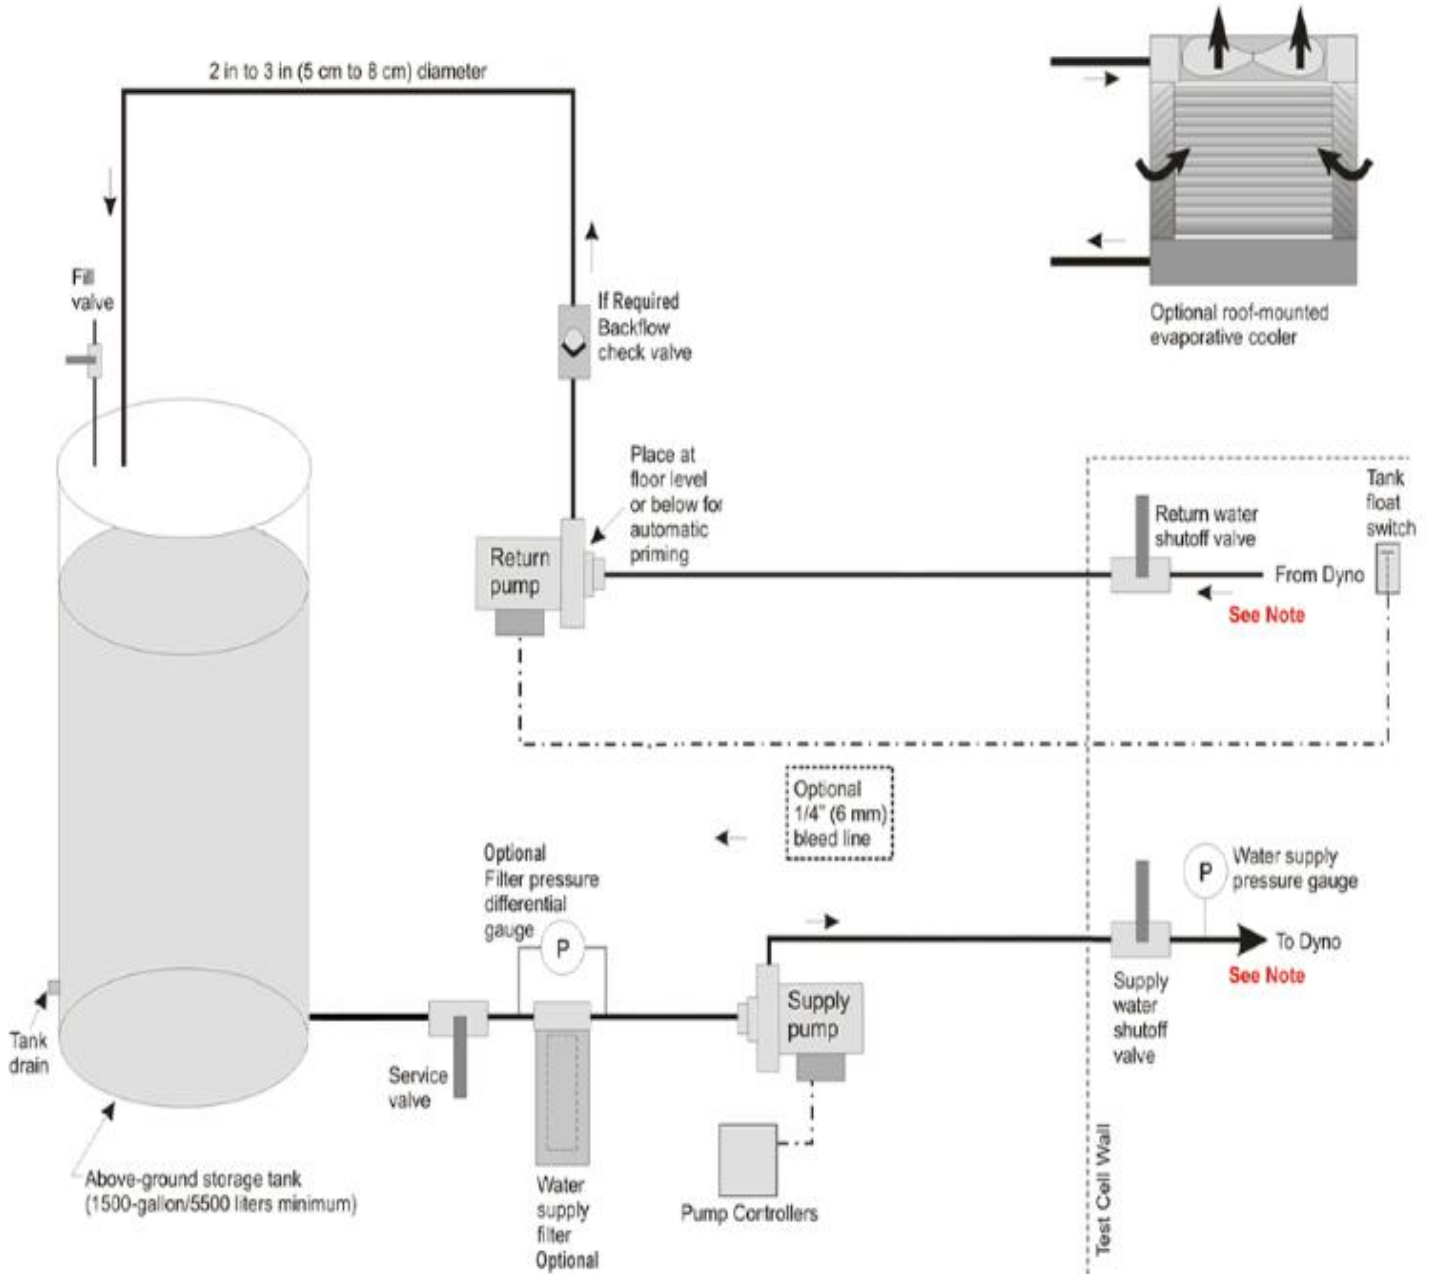 2 in to 3 in (5 cm to 8 cm) diameter
Fill
valve
If Required
Backflow
check valve
Optional roof-mounted
evaporative cooler
Place at
floor level
or below for
automatic
priming
Return
pump
Return water
shutoff valve
Tank
float
switch
From Dyno
See Note
Optional
1/4" (6 mm)
bleed line
Optional
Filter pressure
differential
gauge
P
Water supply
pressure gauge
P
To Dyno
See Note
Supply
pump
Supply
water
shutoff
valve
Tank
drain
Service
valve
Above-ground storage tank
(1500-gallon/5500 liters minimum)
Water
supply
filter
Optional
Pump Controllers
Test Cell Wall